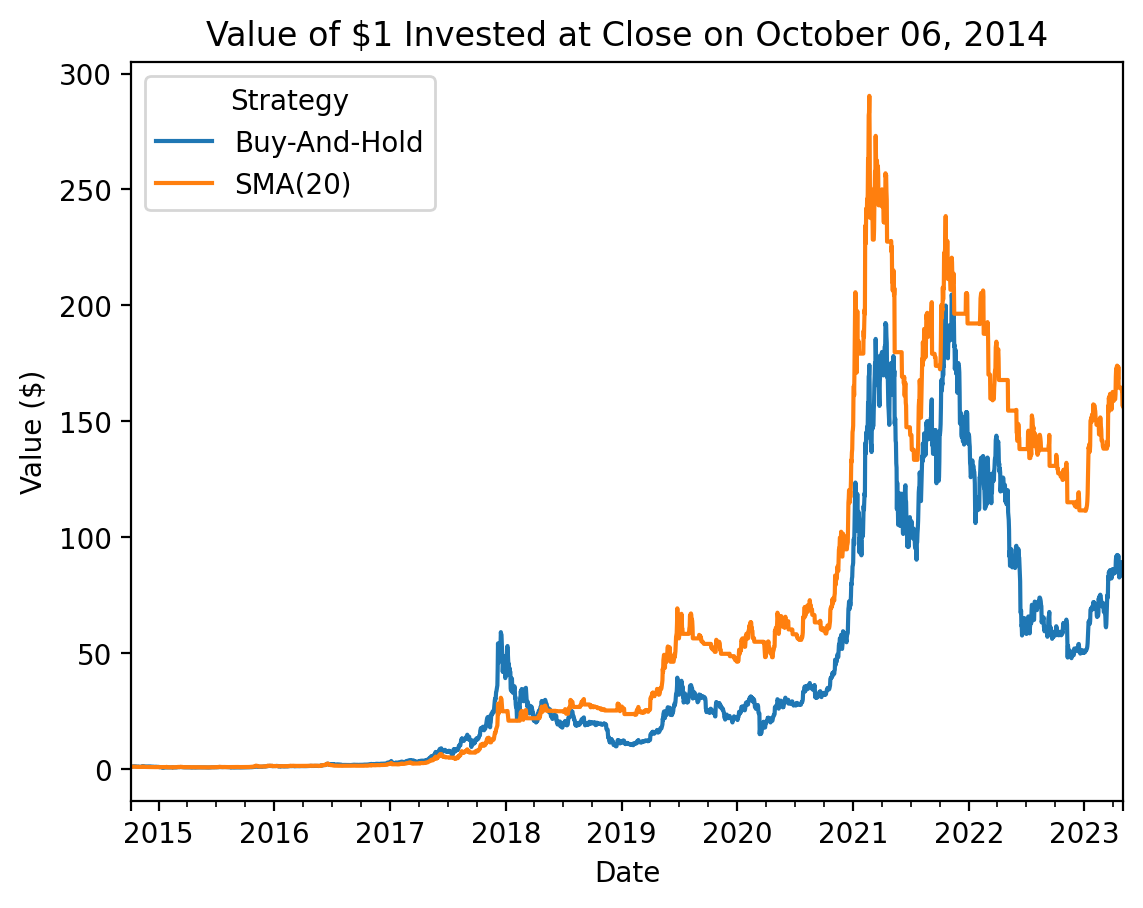 Value of $1 Invested at Close on October 06, 2014
Strategy
Buy-And-Hold
SMA(20)
300
250
200
150
100
50
0
Value ($)
2015 2016 2017 2018 2019 2020 2021 2022 2023
Date